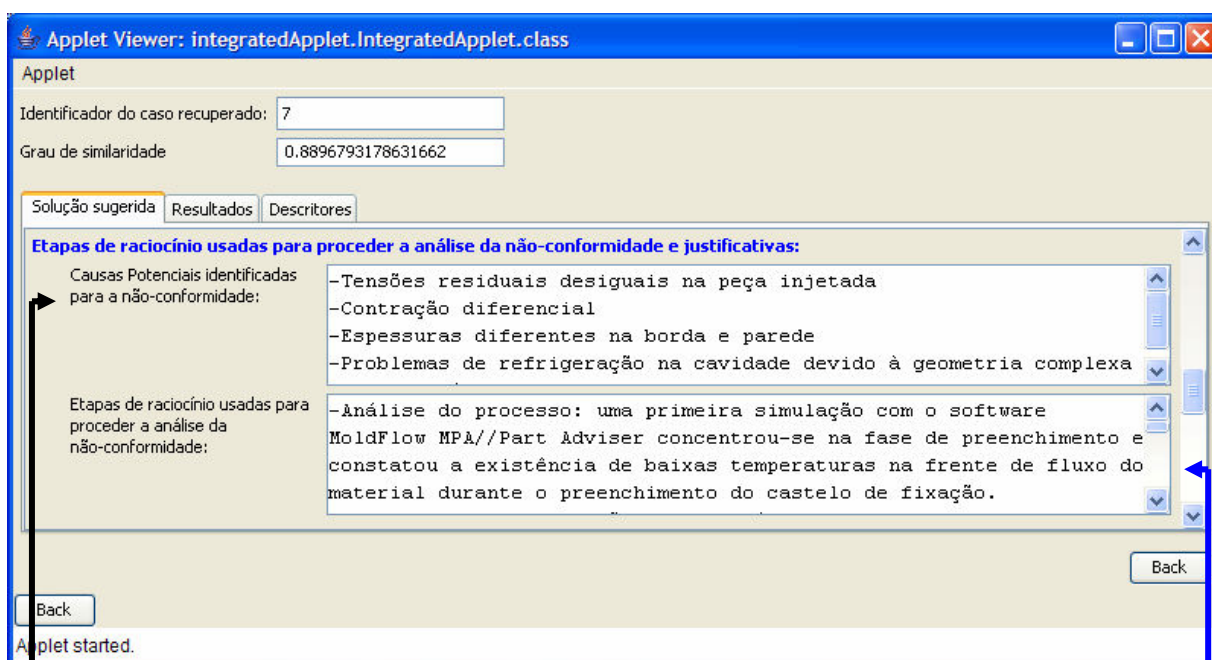 Applet Viewer: integratedApplet.IntegratedApplet.class
Applet
Identificador do caso recuperado: 7
Grau de similaridade 0.8896793178631662
Solução sugerida Resultados Descritores
Etapas de raciocínio usadas para proceder a análise da não-conformidade e justificativas:
Causas Potenciais identificadas
para a não-conformidade:
-Tensões residuais desiguais na peça injetada
-Contração diferencial
-Espessuras diferentes na borda e parede
-Problemas de refrigeração na cavidade devido à geometria complexa
Etapas de raciocínio usadas para
proceder a análise da
não-conformidade:
-Análise do processo: uma primeira simulação com o software
MoldFlow MPA//Part Adviser concentrou-se na fase de preenchimento e
constatou a existência de baixas temperaturas na frente de fluxo do
material durante o preenchimento do castelo de fixação.
Back
Back
Applet started.